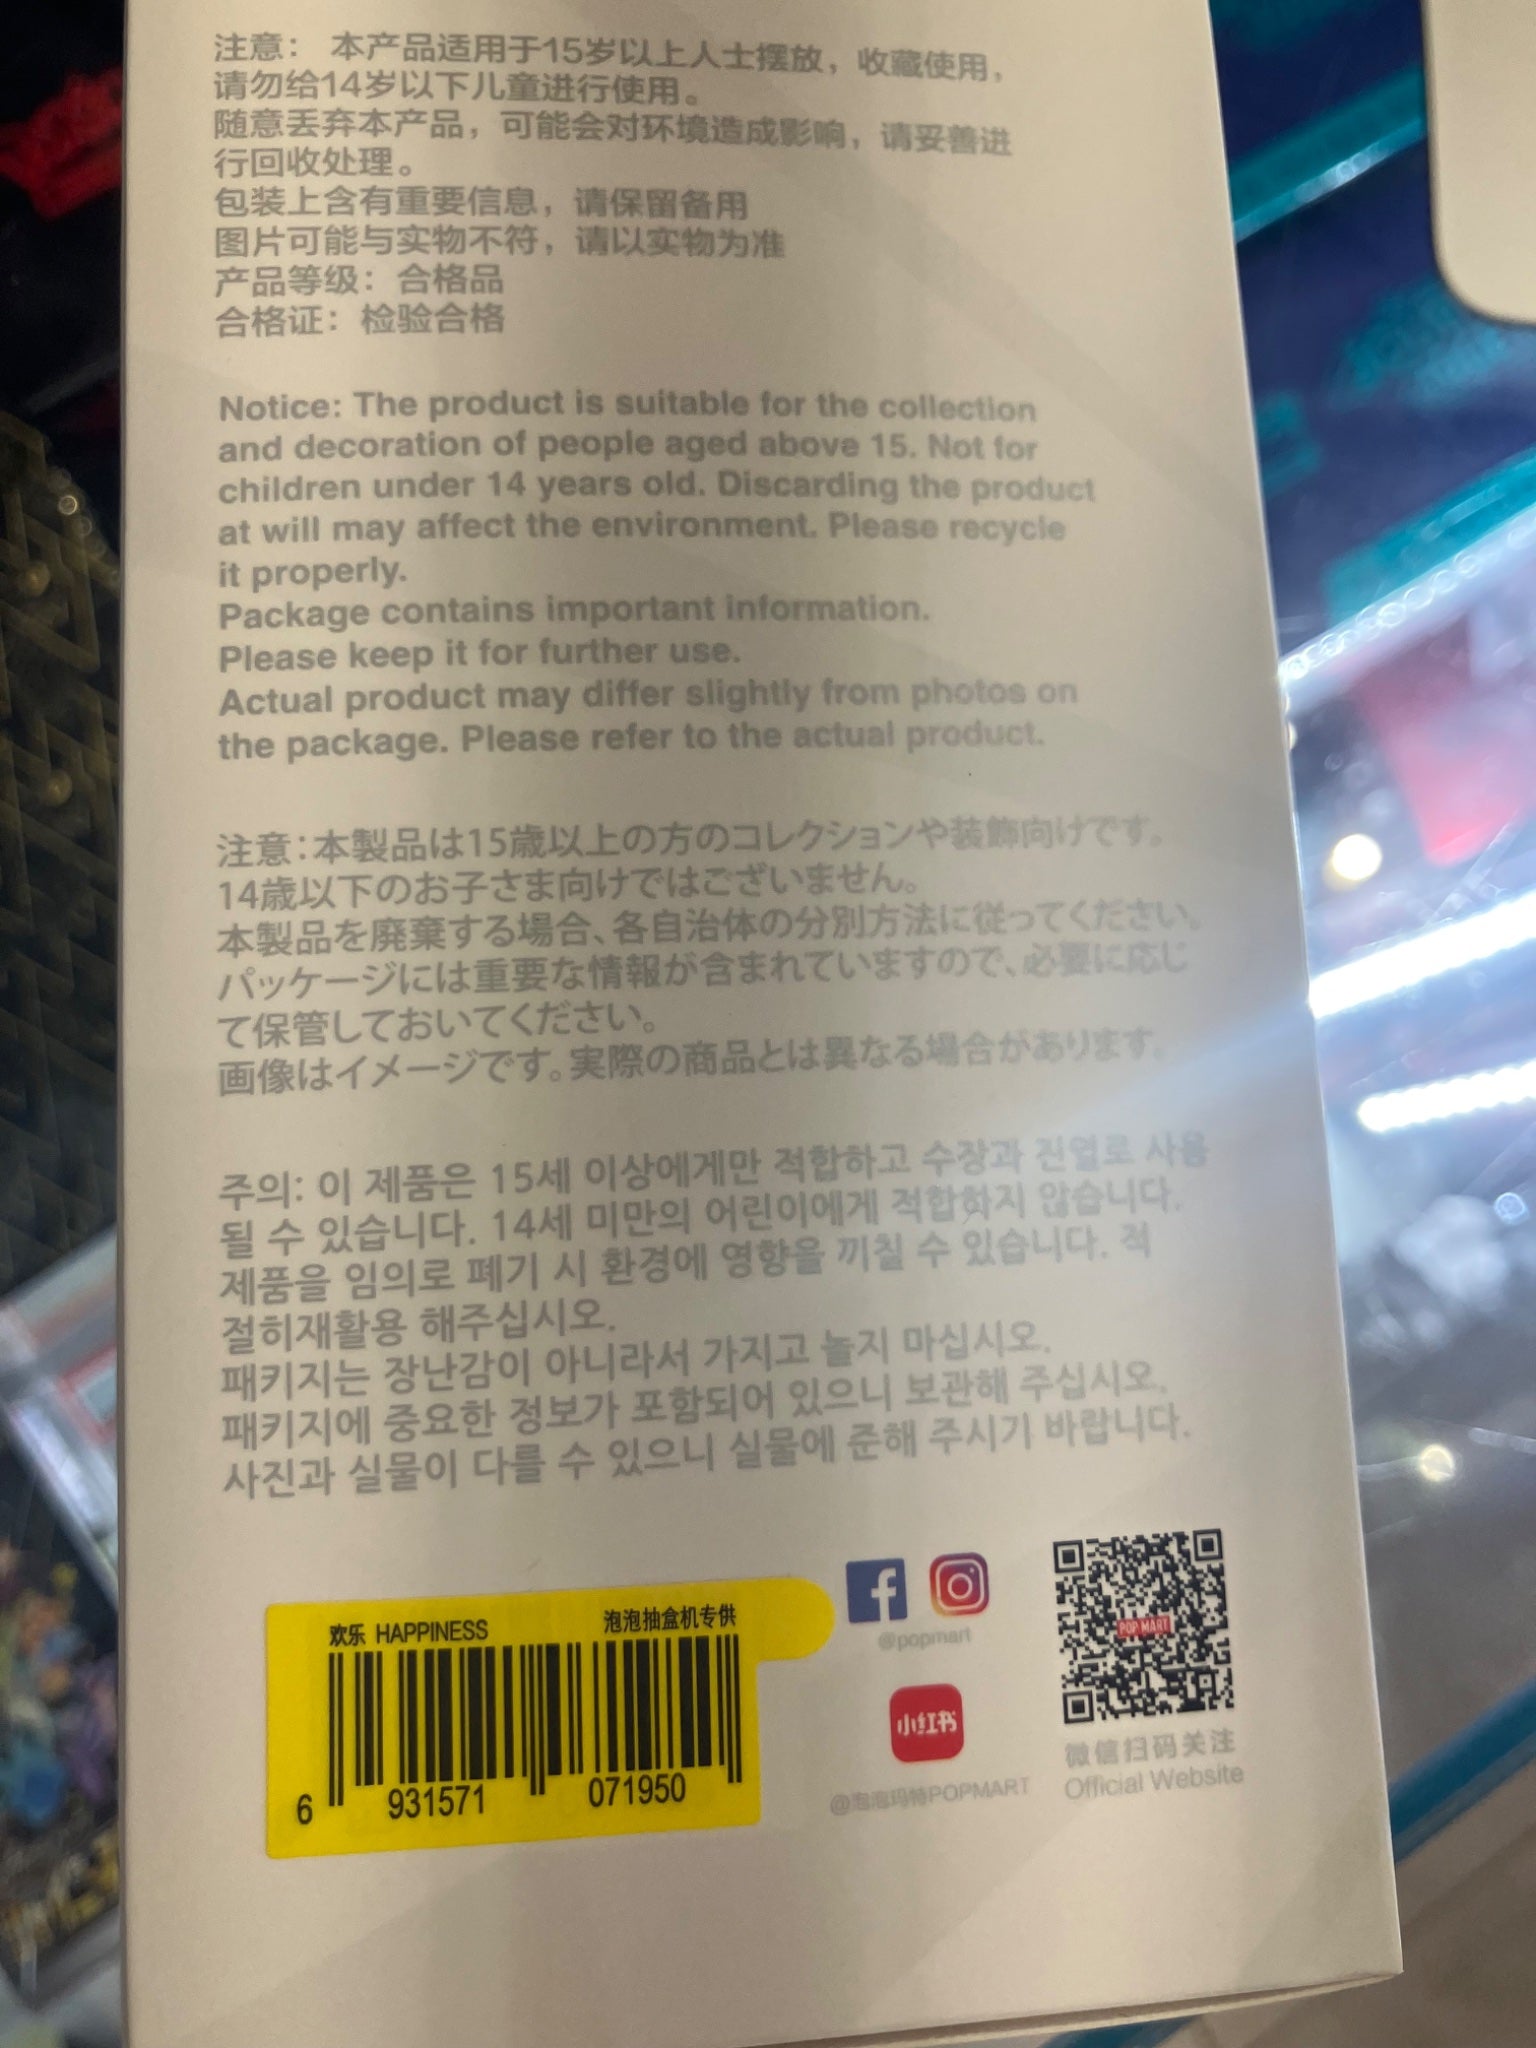 注意： 本产品适用于15岁以上人士摆放，收藏使用，
请勿给14岁以下儿童进行使用。
随意丢弃本产品，可能会对环境造成影响，请妥善进
行回收处理。
包装上含有重要信息，请保留备用
图片可能与实物不符，请以实物为准
产品等级：合格品
合格证：检验合格
Notice: The product is suitable for the collection
and decoration of people aged above 15. Not for
children under 14 years old. Discarding the product
at will may affect the environment. Please recycle
it properly.
Package contains important information.
Please keep it for further use.
Actual product may differ slightly from photos on
the package. Please refer to the actual product.
注意：本製品は15歳以上の方のコレクションや装飾向けです。
14歳以下のお子さま向けではございません。
本製品を廃棄する場合、各自治体の分別方法に従ってください。
パッケージには重要な情報が含まれていますので、必要に応じ
て保管しておいてください。
画像はイメージです。実際の商品とは異なる場合があります。
주의: 이 제품은 15세 이상에게만 적합하고 수장과 진열로 사용
될 수 있습니다. 14세 미만의 어린이에게 적합하지 않습니다.
제품을 임의로 폐기 시 환경에 영향을 끼칠 수 있습니다. 적
절히재활용 해주십시오.
패키지는 장난감이 아니라서 가지고 놀지 마십시오.
패키지에 중요한 정보가 포함되어 있으니 보관해 주십시오.
사진과 실물이 다를 수 있으니 실물에 준해 주시기 바랍니다.
欢乐 HAPPINESS 泡泡抽盒机专供
6 931571 071950
@popmart
小红书
@泡泡玛特POPMART
POP MART
微信扫码关注
Official Website